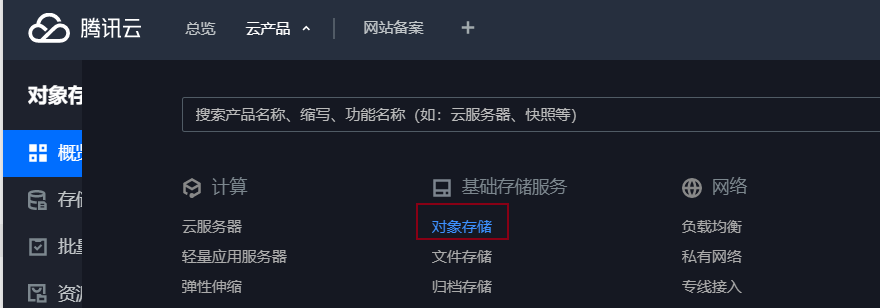 腾讯云 总览 云产品 网站备案 +
对象存
搜索产品名称、缩写、功能名称（如：云服务器、快照等）
概览
计算 基础存储服务 网络
存储 云服务器 对象存储 负载均衡
批量 轻量应用服务器 文件存储 私有网络
资源 弹性伸缩 归档存储 专线接入